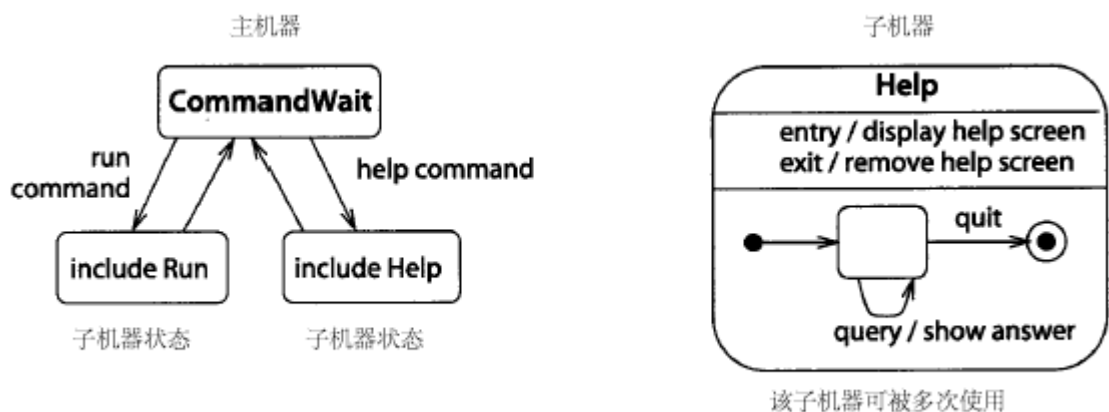 主机器
CommandWait
run
command
help command
include Run
include Help
子机器状态
子机器状态
子机器
Help
entry / display help screen
exit / remove help screen
quit
query / show answer
该子机器可被多次使用